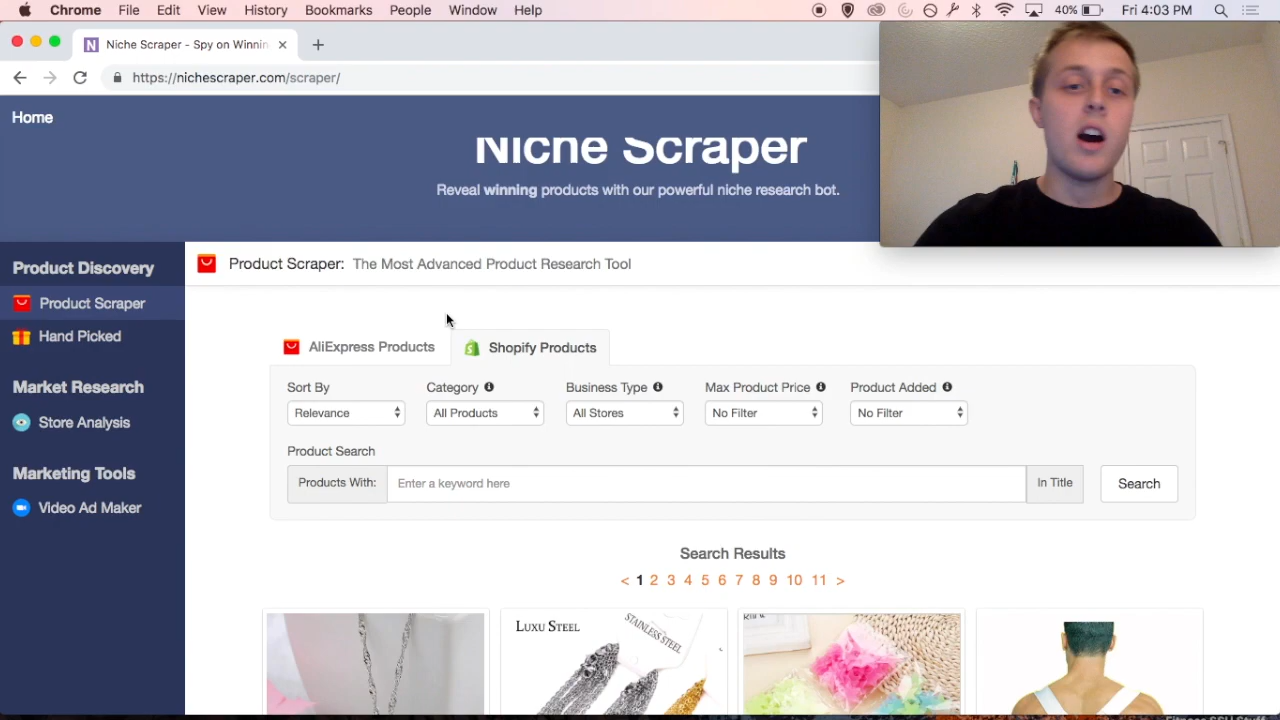 Chrome File Edit View History Bookmarks People Window Help 40% Fri 4:03 PM
N Niche Scraper - Spy on Winnin
https://nichescraper.com/scraper/
Home
Niche Scraper
Reveal winning products with our powerful niche research bot.
Product Discovery
Product Scraper
Hand Picked
Market Research
Store Analysis
Marketing Tools
Video Ad Maker
Product Scraper: The Most Advanced Product Research Tool
AliExpress Products Shopify Products
Sort By Category Business Type Max Product Price Product Added
Relevance All Products All Stores No Filter No Filter
Product Search
Products With: Enter a keyword here In Title Search
Search Results
< 1 2 3 4 5 6 7 8 9 10 11 >
LUXU STEEL
STAINLESS STEEL